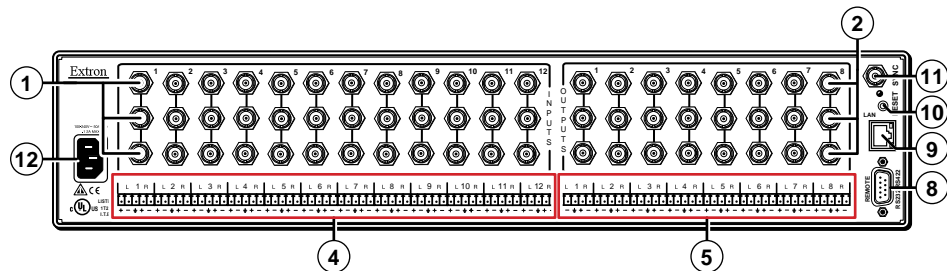 2
1
Extron
1 2 3 4 5 6 7 8 9 10 11 12
INPUTS
OUTPUTS
1 2 3 4 5 6 7 8
SYNC
11
RESET
10
LAN
9
12
L 1 R L 2 R L 3 R L 4 R L 5 R L 6 R L 7 R L 8 R L 9 R L 10 R L 11 R L 12 R
L 1 R L 2 R L 3 R L 4 R L 5 R L 6 R L 7 R L 8 R
REMOTE
RS232/RS422
8
C UL US
CE
4
5